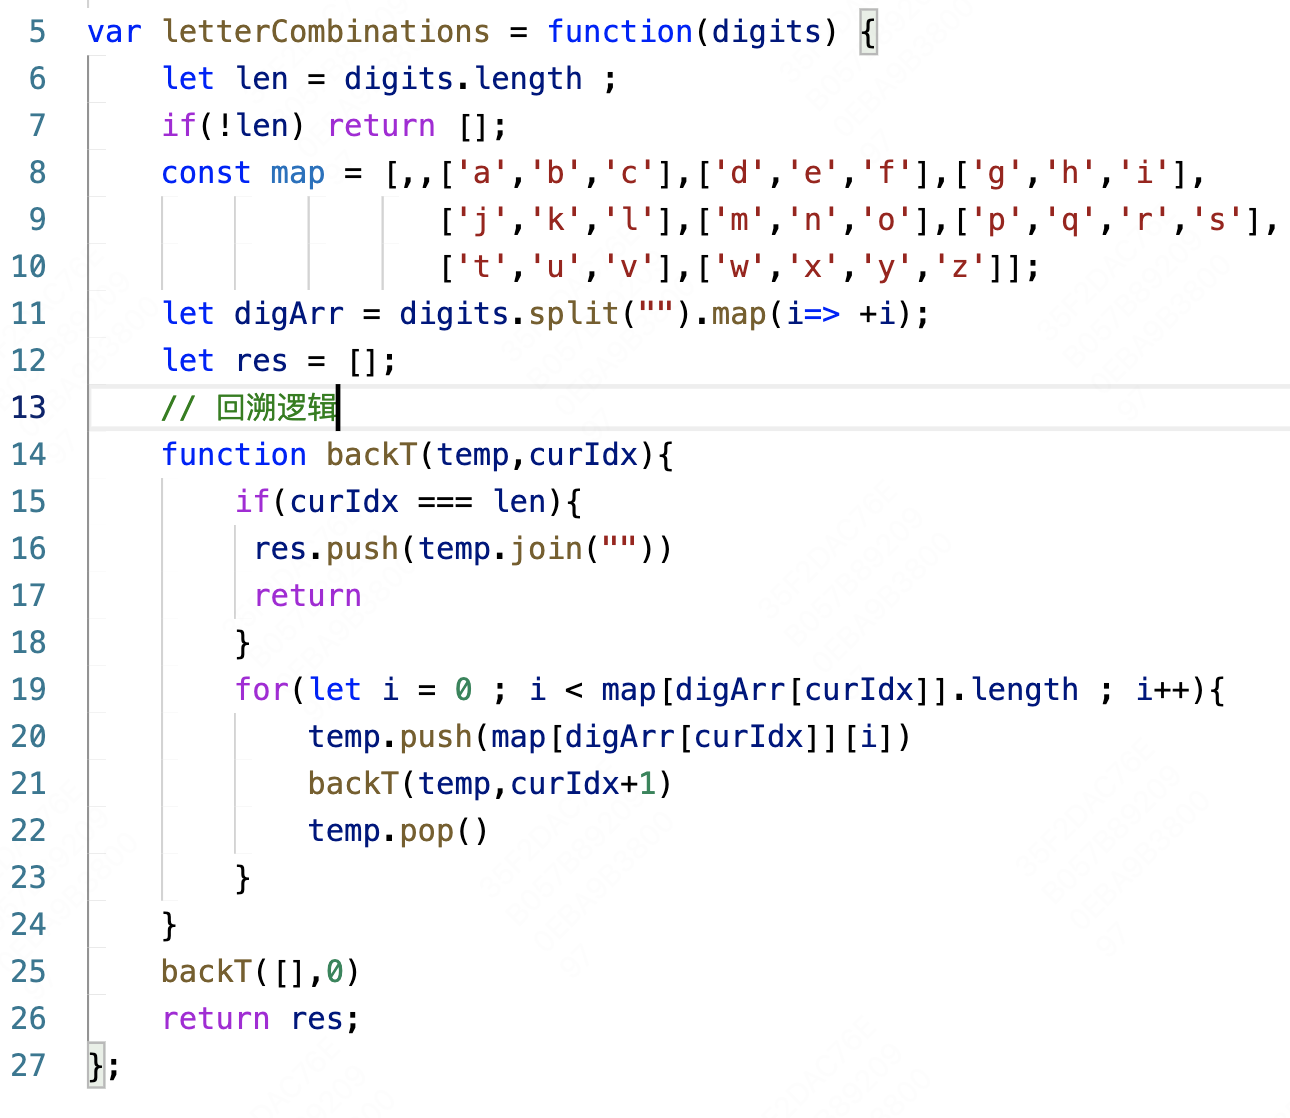 5 var letterCombinations = function(digits) {
6     let len = digits.length ;
7     if(!len) return [];
8     const map = [,,['a','b','c'],['d','e','f'],['g','h','i'],
9                    ['j','k','l'],['m','n','o'],['p','q','r','s'],
10                    ['t','u','v'],['w','x','y','z']];
11     let digArr = digits.split("").map(i=> +i);
12     let res = [];
13     // 回溯逻辑
14     function backT(temp,curIdx){
15         if(curIdx === len){
16          res.push(temp.join(""))
17          return
18         }
19         for(let i = 0 ; i < map[digArr[curIdx]].length ; i++){
20             temp.push(map[digArr[curIdx]][i])
21             backT(temp,curIdx+1)
22             temp.pop()
23         }
24     }
25     backT([],0)
26     return res;
27 };